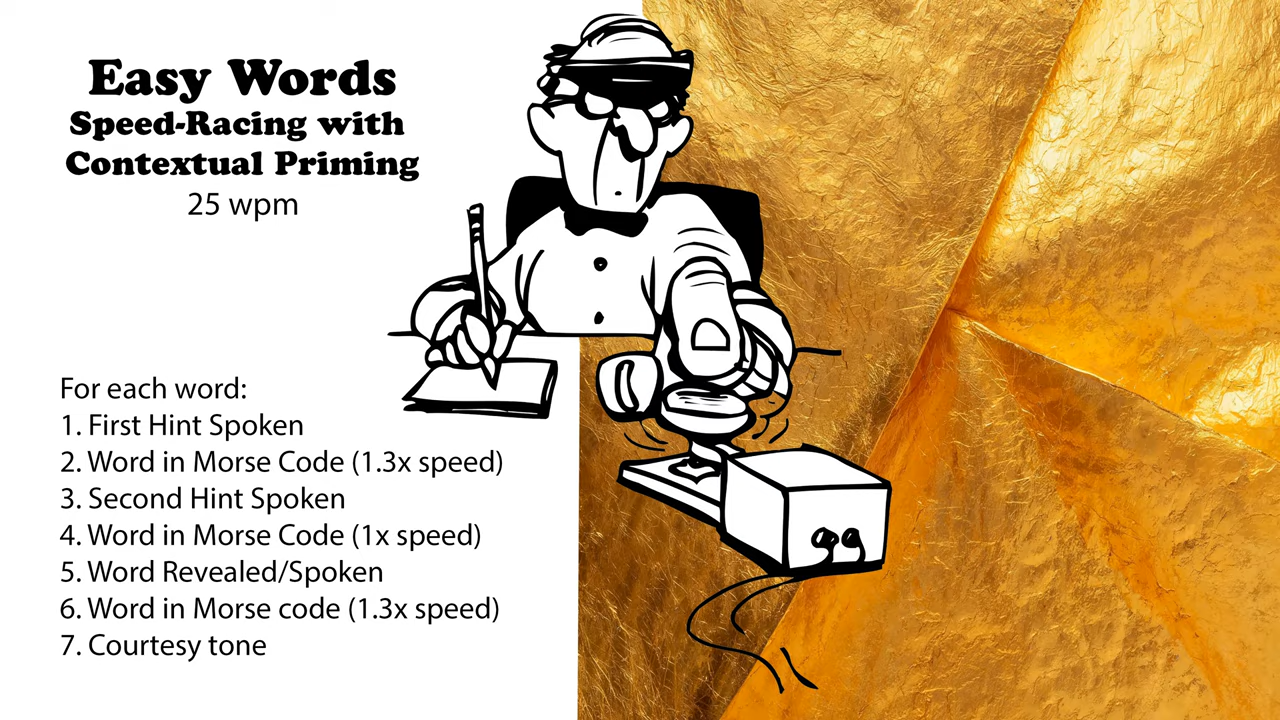 Easy Words
Speed-Racing with
Contextual Priming
25 wpm
For each word:
1. First Hint Spoken
2. Word in Morse Code (1.3x speed)
3. Second Hint Spoken
4. Word in Morse Code (1x speed)
5. Word Revealed/Spoken
6. Word in Morse code (1.3x speed)
7. Courtesy tone